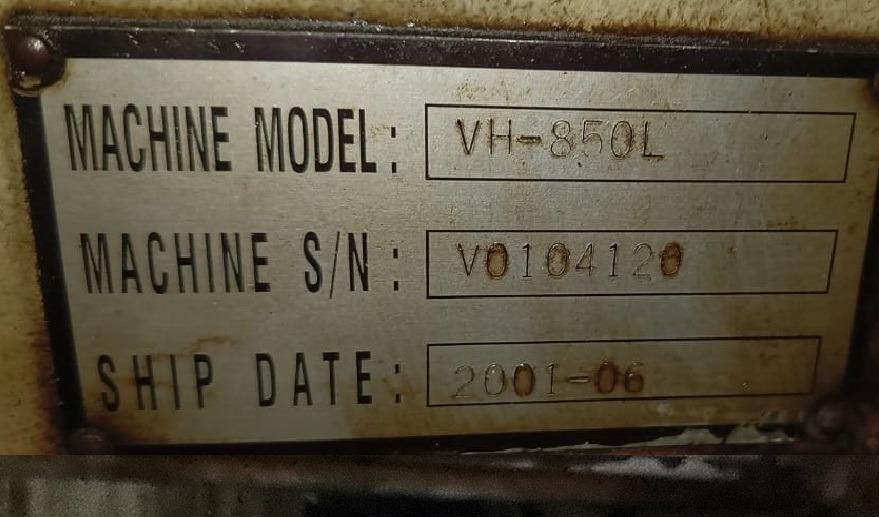 MACHINE MODEL: VH-850L
MACHINE S/N: V0104120
SHIP DATE: 2001-06